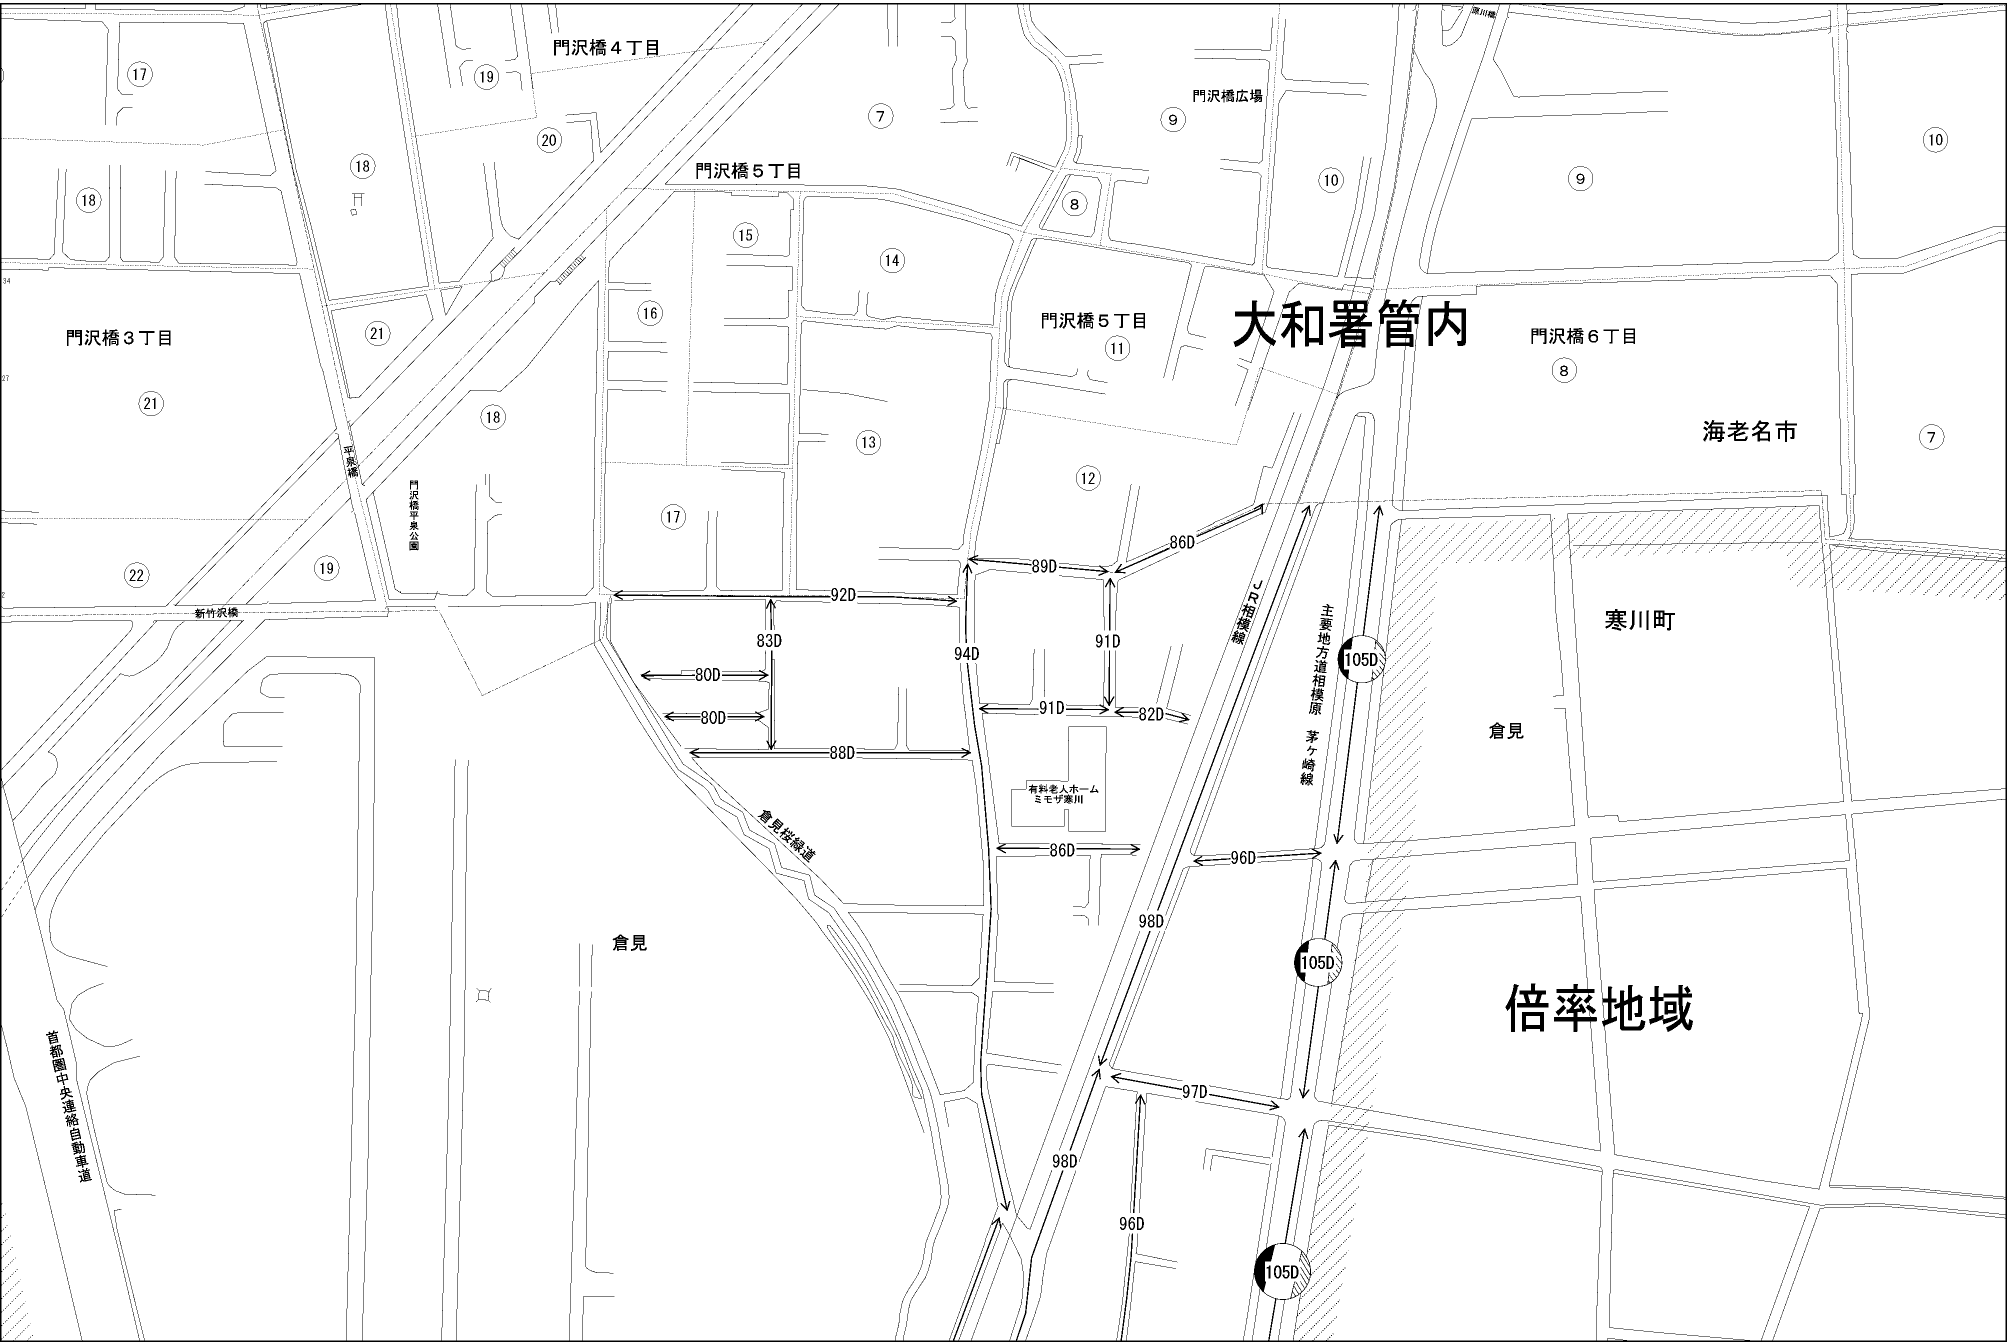 寒川橋
門沢橋４丁目
17
19
門沢橋広場
7
9
20
10
18
門沢橋５丁目
10
9
18
8
15
14
34
16
門沢橋５丁目
大和署管内
門沢橋３丁目
21
11
門沢橋６丁目
8
27
21
18
13
海老名市
7
平泉橋
12
門沢橋平泉公園
17
86D
89D
22
19
2
92D
新竹沢橋
JR相模線
主要地方道相模原　茅ヶ崎線
寒川町
83D
94D
91D
105D
80D
80D
91D
82D
倉見
88D
有料老人ホーム
ミモザ寒川
倉見桜緑道
86D
96D
98D
倉見
105D
倍率地域
首都圏中央連絡自動車道
97D
98D
96D
105D